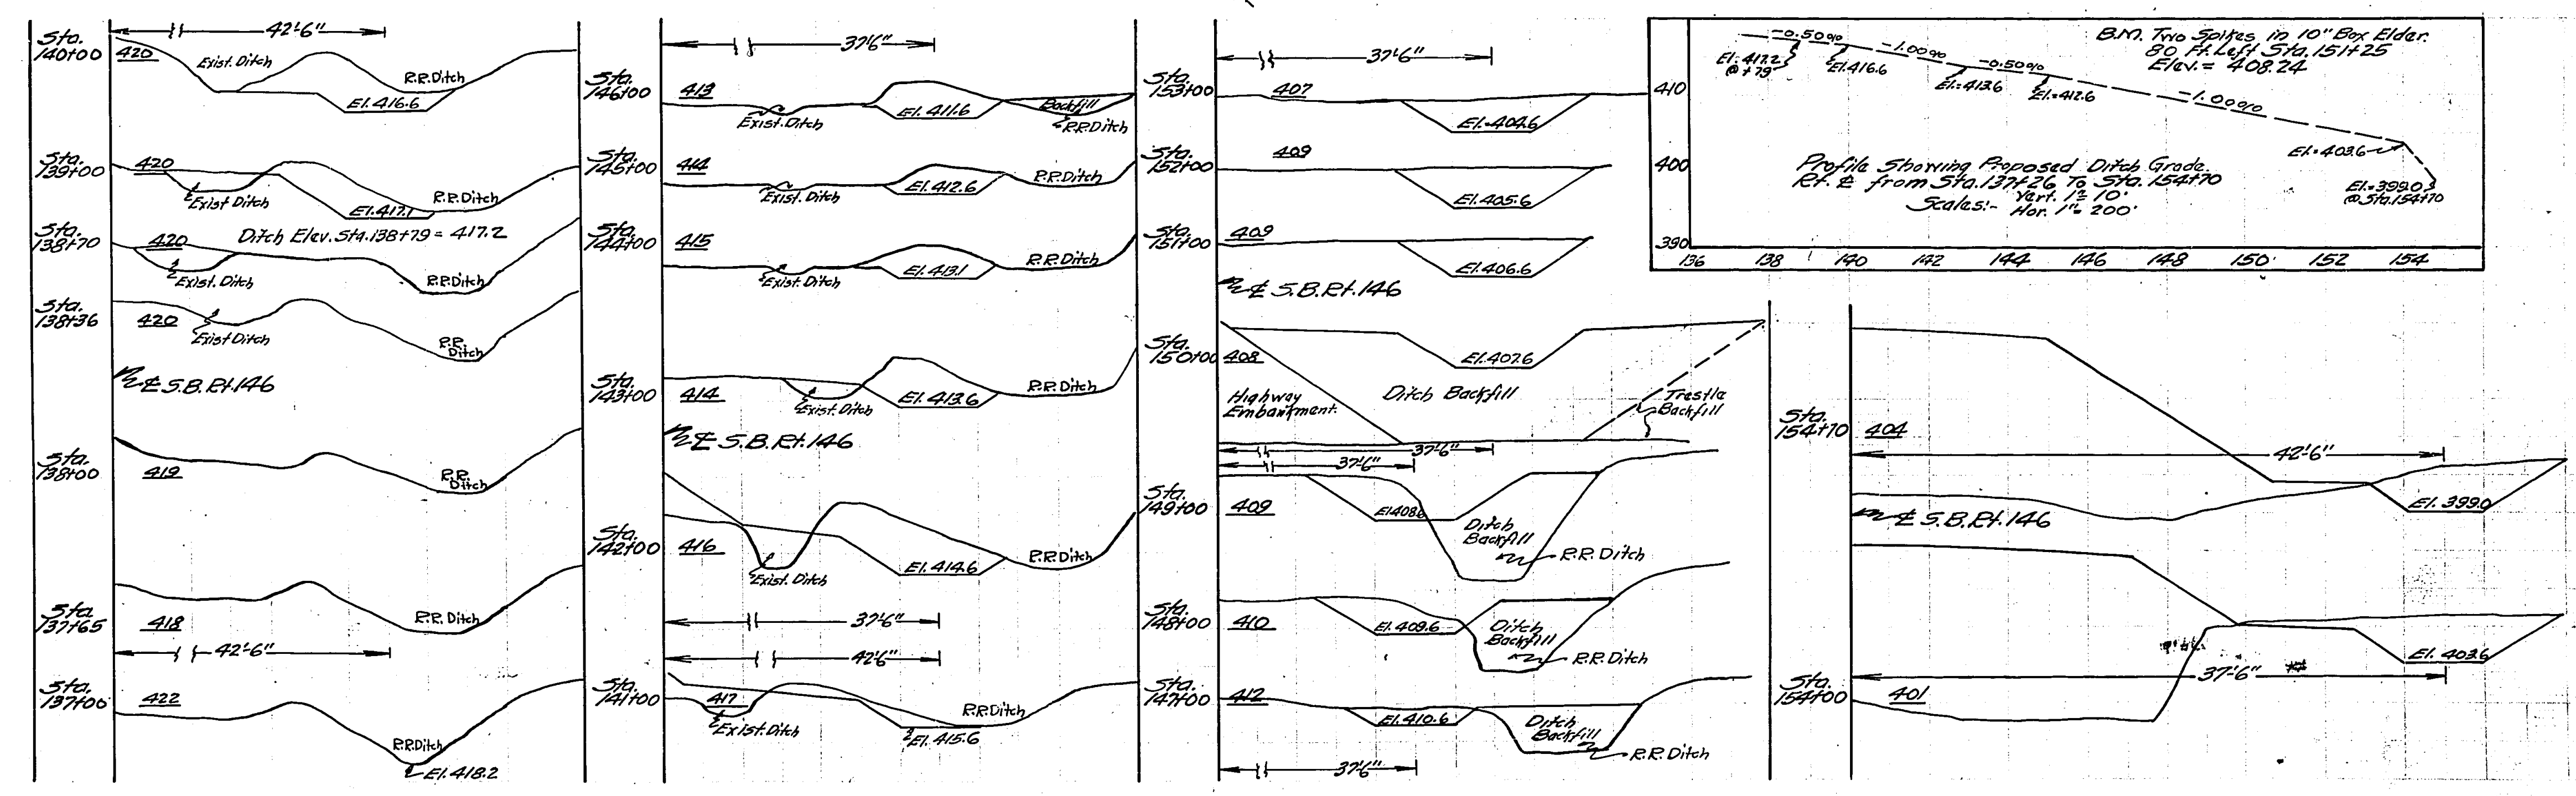 42'-6"
Sta.
140+00
420
Exist. Ditch
R.R. Ditch
El. 416.6
Sta.
139+00
420
Exist Ditch
R.R. Ditch
El. 417.1
Sta.
138+70
420
Ditch Elev. Sta. 138+79 = 417.2
Exist. Ditch
R.R. Ditch
Sta.
138+36
420
Exist Ditch
R.R.
Ditch
℄ S.B. Rt. 146
Sta.
138+00
419
R.R.
Ditch
Sta
137+65
418
R.R. Ditch
42'-6"
Sta.
137+00
422
R.R. Ditch
El. 418.2
37'6"
Sta.
146+00
413
Exist. Ditch
El. 411.6
Backfill
R.R. Ditch
Sta.
145+00
414
Exist. Ditch
El. 412.6
R.R. Ditch
Sta.
144+00
415
Exist. Ditch
El. 413.1
R.R. Ditch
Sta.
143+00
414
Exist. Ditch
El. 413.6
R.R. Ditch
℄ S.B. Rt. 146
Sta.
142+00
416
Exist. Ditch
El. 414.6
R.R. Ditch
37'6"
42'6"
Sta.
141+00
417
Exist. Ditch
R.R. Ditch
El. 415.6
37'6"
Sta.
153+00
407
El. 404.6
Sta.
152+00
409
El. 405.6
Sta.
151+00
409
El. 406.6
℄ S.B. Rt. 146
Sta.
150+00
408
El. 407.6
Highway
Embankment.
Ditch Backfill
Trestle
Backfill
37'6"
37'6"
Sta.
149+00
409
El 408.6
Ditch
Backfill
R.R. Ditch
Sta.
148+00
410
El. 409.6
Ditch
Backfill
R.R. Ditch
Sta.
147+00
412
El. 410.6
Ditch
Backfill
R.R. Ditch
37'6"
B.M. Two Spikes in 10" Box Elder.
80 Ft. Left Sta. 151+25
Elev. = 408.24
-0.50%
-1.00%
-0.50%
-1.00%
El. 417.2
@ +79
El. 416.6
El. 413.6
El. 412.6
El. 403.6
El. 399.0
@ Sta. 154+70
410
400
390
Profile Showing Proposed Ditch Grade.
Rt. ℄ from Sta. 137+26 To Sta. 154+70
Scales:- Vert. 1" = 10'
Hor. 1" = 200'
136 138 140 142 144 146 148 150 152 154
Sta.
154+70
404
42'6"
El. 399.0
℄ S.B. Rt. 146
El. 403.6
37'-6"
Sta.
154+00
401